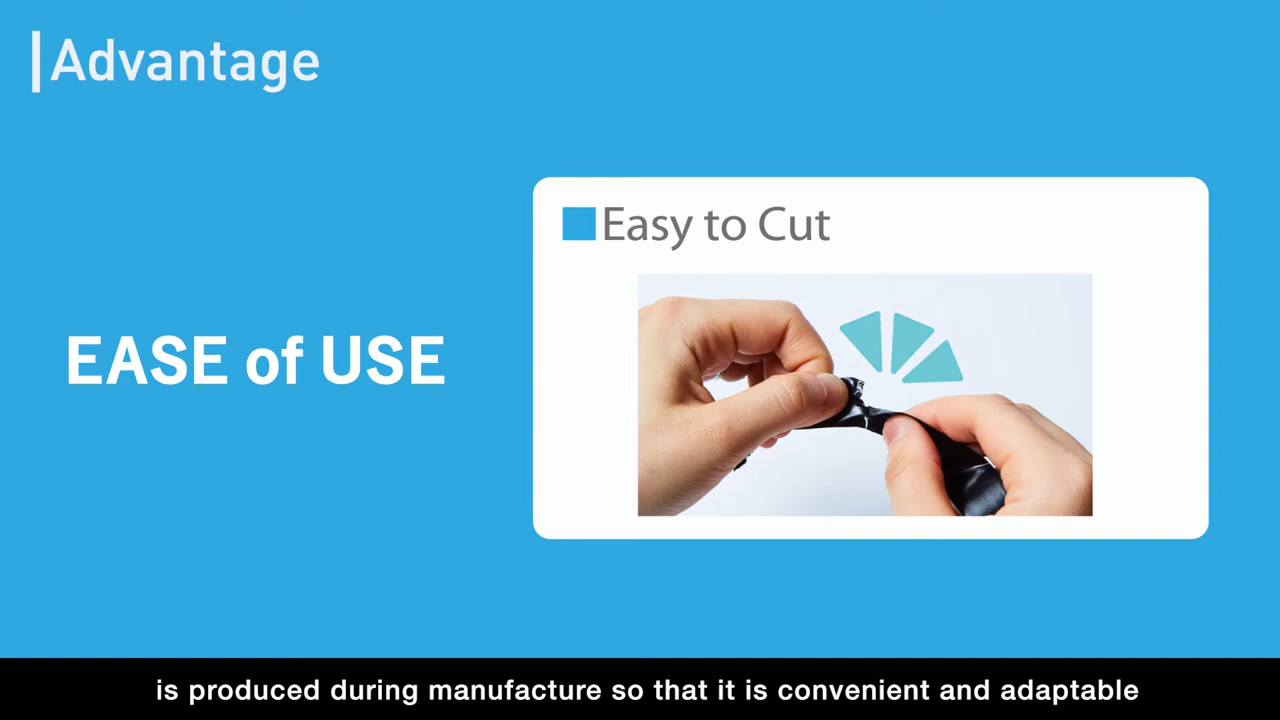 Advantage
Easy to Cut
EASE of USE
is produced during manufacture so that it is convenient and adaptable